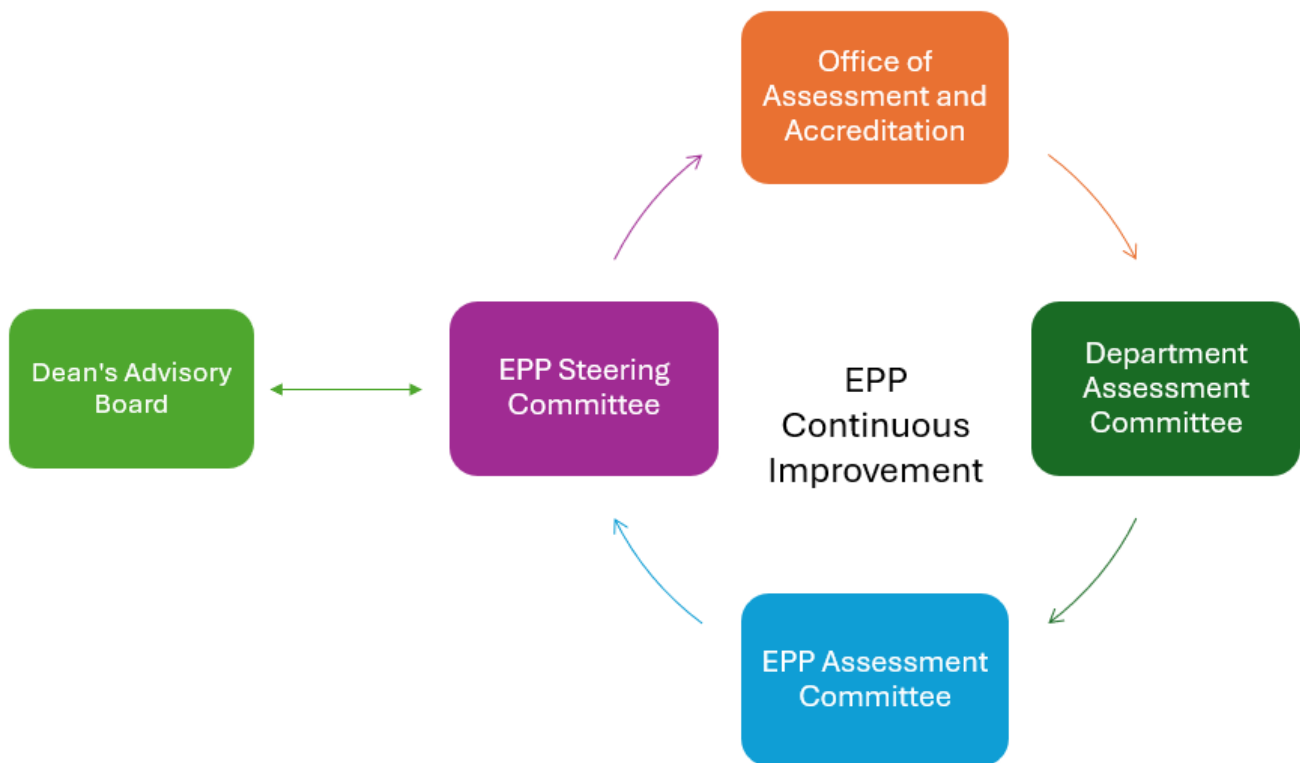 Office of
Assessment and
Accreditation
Dean's Advisory
Board
EPP Steering
Committee
EPP
Continuous
Improvement
Department
Assessment
Committee
EPP Assessment
Committee